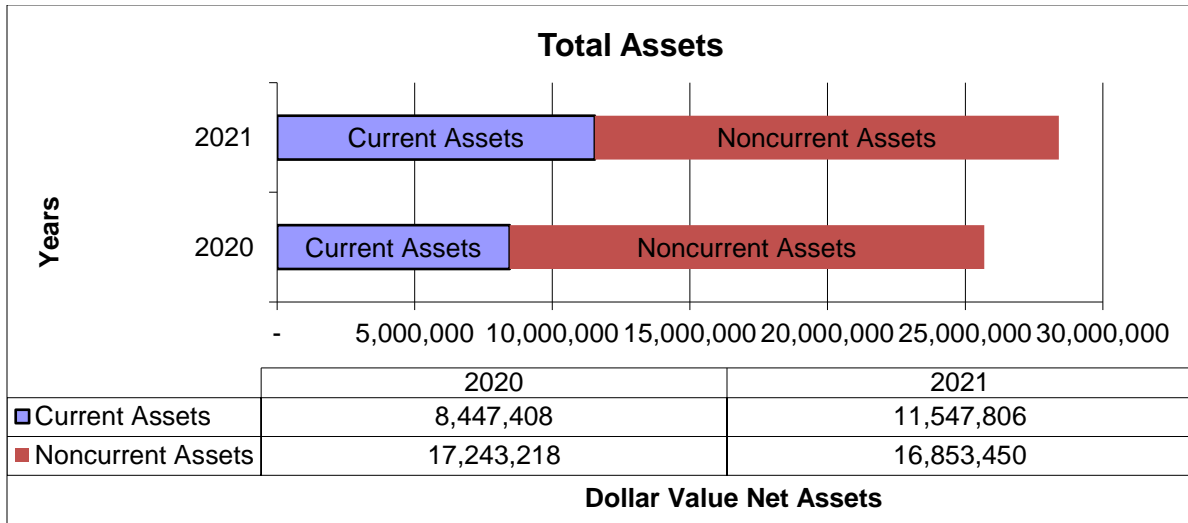 Total Assets
2021
Current Assets Noncurrent Assets
Years
2020
Current Assets Noncurrent Assets
- 5,000,000 10,000,000 15,000,000 20,000,000 25,000,000 30,000,000
2020 2021
Current Assets 8,447,408 11,547,806
Noncurrent Assets 17,243,218 16,853,450
Dollar Value Net Assets